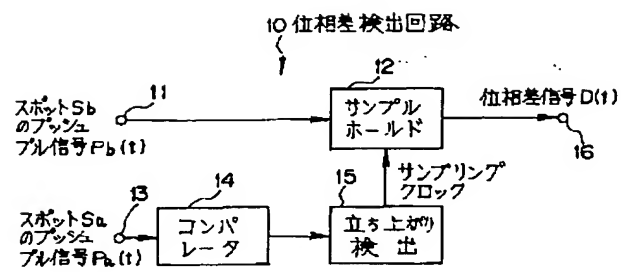 10 位相差検出回路
11
12
スポットSb
のプッシュ
プル信号Pb(t)
サンプル
ホールド
位相差信号D(t)
16
サンプリング
クロック
13
14
15
スポットSa
のプッシュ
プル信号Pa(t)
コンパ
レータ
立ち上がり
検出